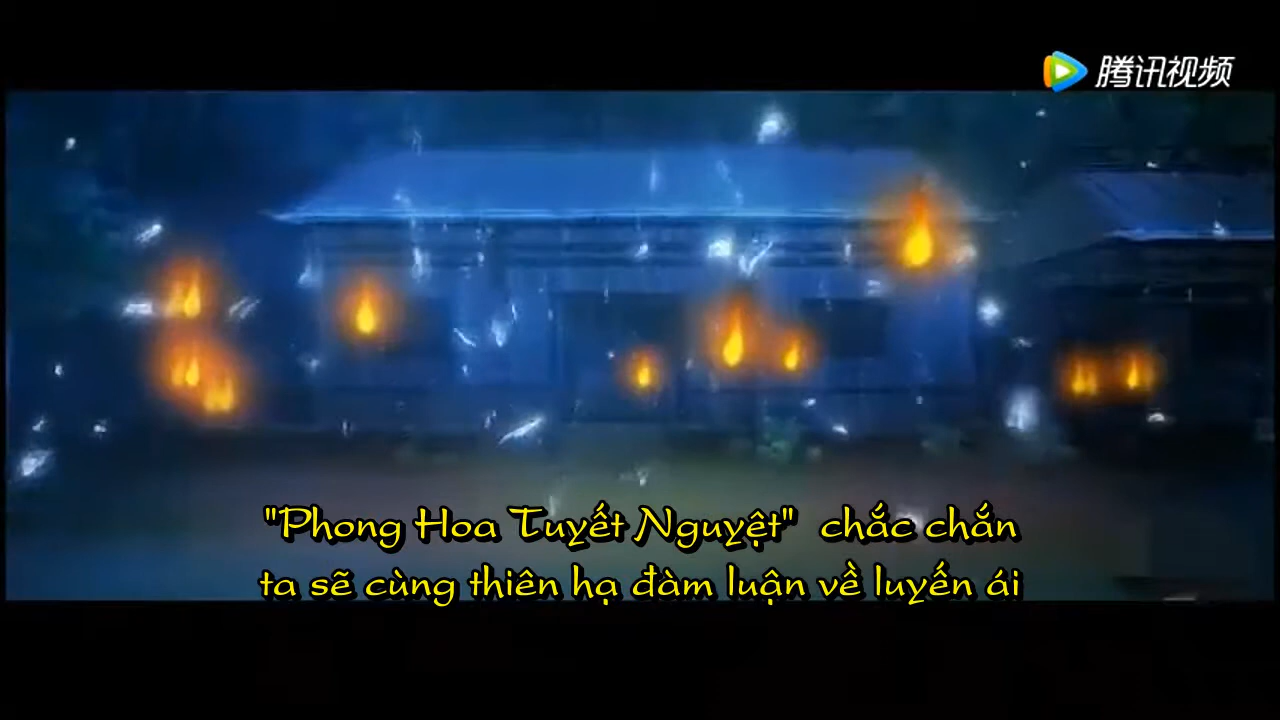 腾讯视频
"Phong Hoa Tuyết Nguyệt" chắc chắn
ta sẽ cùng thiên hạ đàm luận về luyến ái